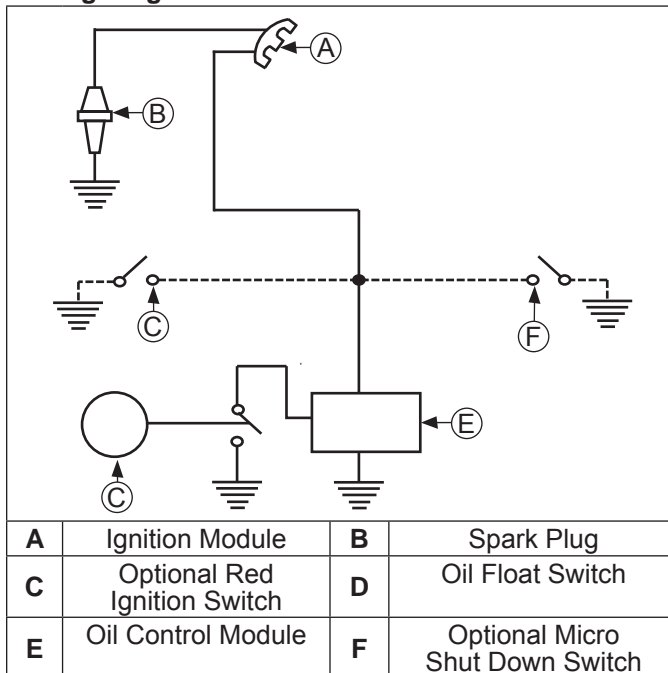 A
B
C
F
E
C
A Ignition Module B Spark Plug
C Optional Red Ignition Switch D Oil Float Switch
E Oil Control Module F Optional Micro Shut Down Switch